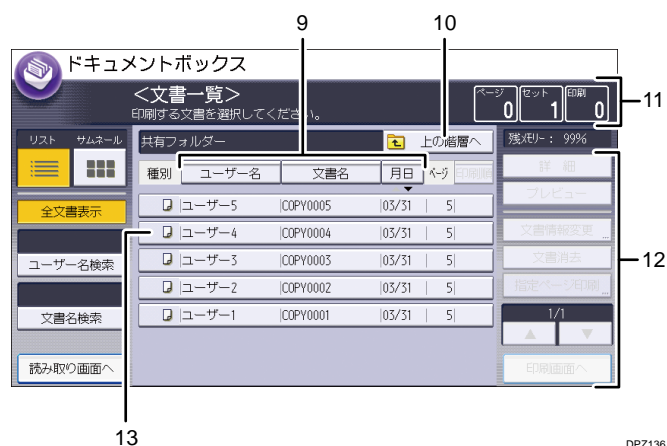 9 10
ドキュメントボックス
<文書一覧>
印刷する文書を選択してください。
ページ セット 印刷
0 1 0
11
リスト サムネール
共有フォルダー 上の階層へ
残メモリー: 99%
種別 ユーザー名 文書名 月日 ページ 印刷順
詳細
プレビュー
全文書表示
ユーザー5 COPY0005 03/31 5
ユーザー4 COPY0004 03/31 5
文書情報変更
ユーザー名検索
ユーザー3 COPY0003 03/31 5
文書消去
12
ユーザー2 COPY0002 03/31 5
指定ページ印刷
文書名検索
ユーザー1 COPY0001 03/31 5
1/1
▲ ▼
読み取り画面へ
印刷画面へ
13
DPZ136